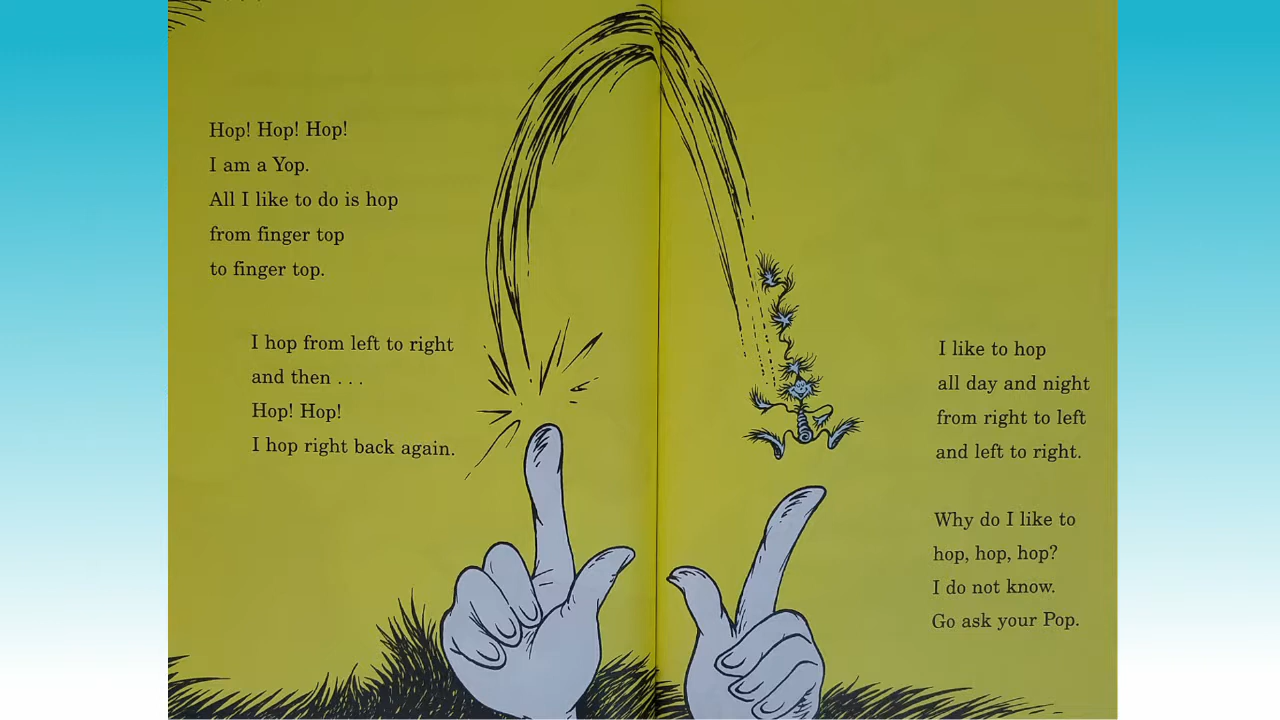 Hop! Hop! Hop!
I am a Yop.
All I like to do is hop
from finger top
to finger top.
I hop from left to right
and then . . .
Hop! Hop!
I hop right back again.
I like to hop
all day and night
from right to left
and left to right.
Why do I like to
hop, hop, hop?
I do not know.
Go ask your Pop.